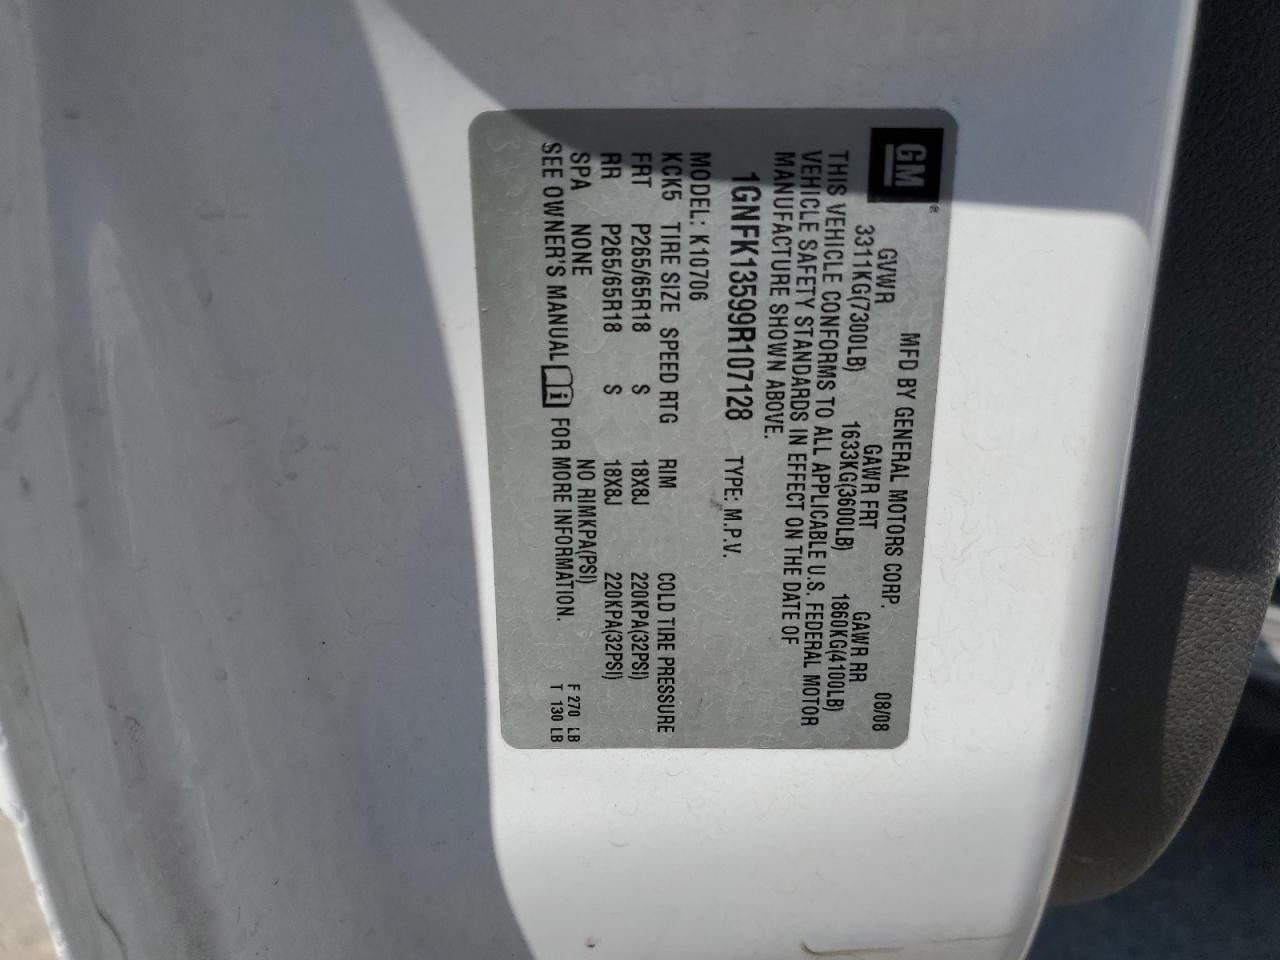 GM®
MFD BY GENERAL MOTORS CORP. 08/08
GVWR GAWR FRT GAWR RR
3311KG(7300LB) 1633KG(3600LB) 1860KG(4100LB)
THIS VEHICLE CONFORMS TO ALL APPLICABLE U.S. FEDERAL MOTOR
VEHICLE SAFETY STANDARDS IN EFFECT ON THE DATE OF
MANUFACTURE SHOWN ABOVE.
1GNFK13599R107128 TYPE: M.P.V.
MODEL: K10706
KCK5 TIRE SIZE SPEED RTG RIM COLD TIRE PRESSURE
FRT P265/65R18 S 18X8J 220KPA(32PSI)
RR P265/65R18 S 18X8J 220KPA(32PSI)
SPA NONE NO RIMKPA(PSI) F 270 LB
SEE OWNER'S MANUAL i FOR MORE INFORMATION. T 130 LB